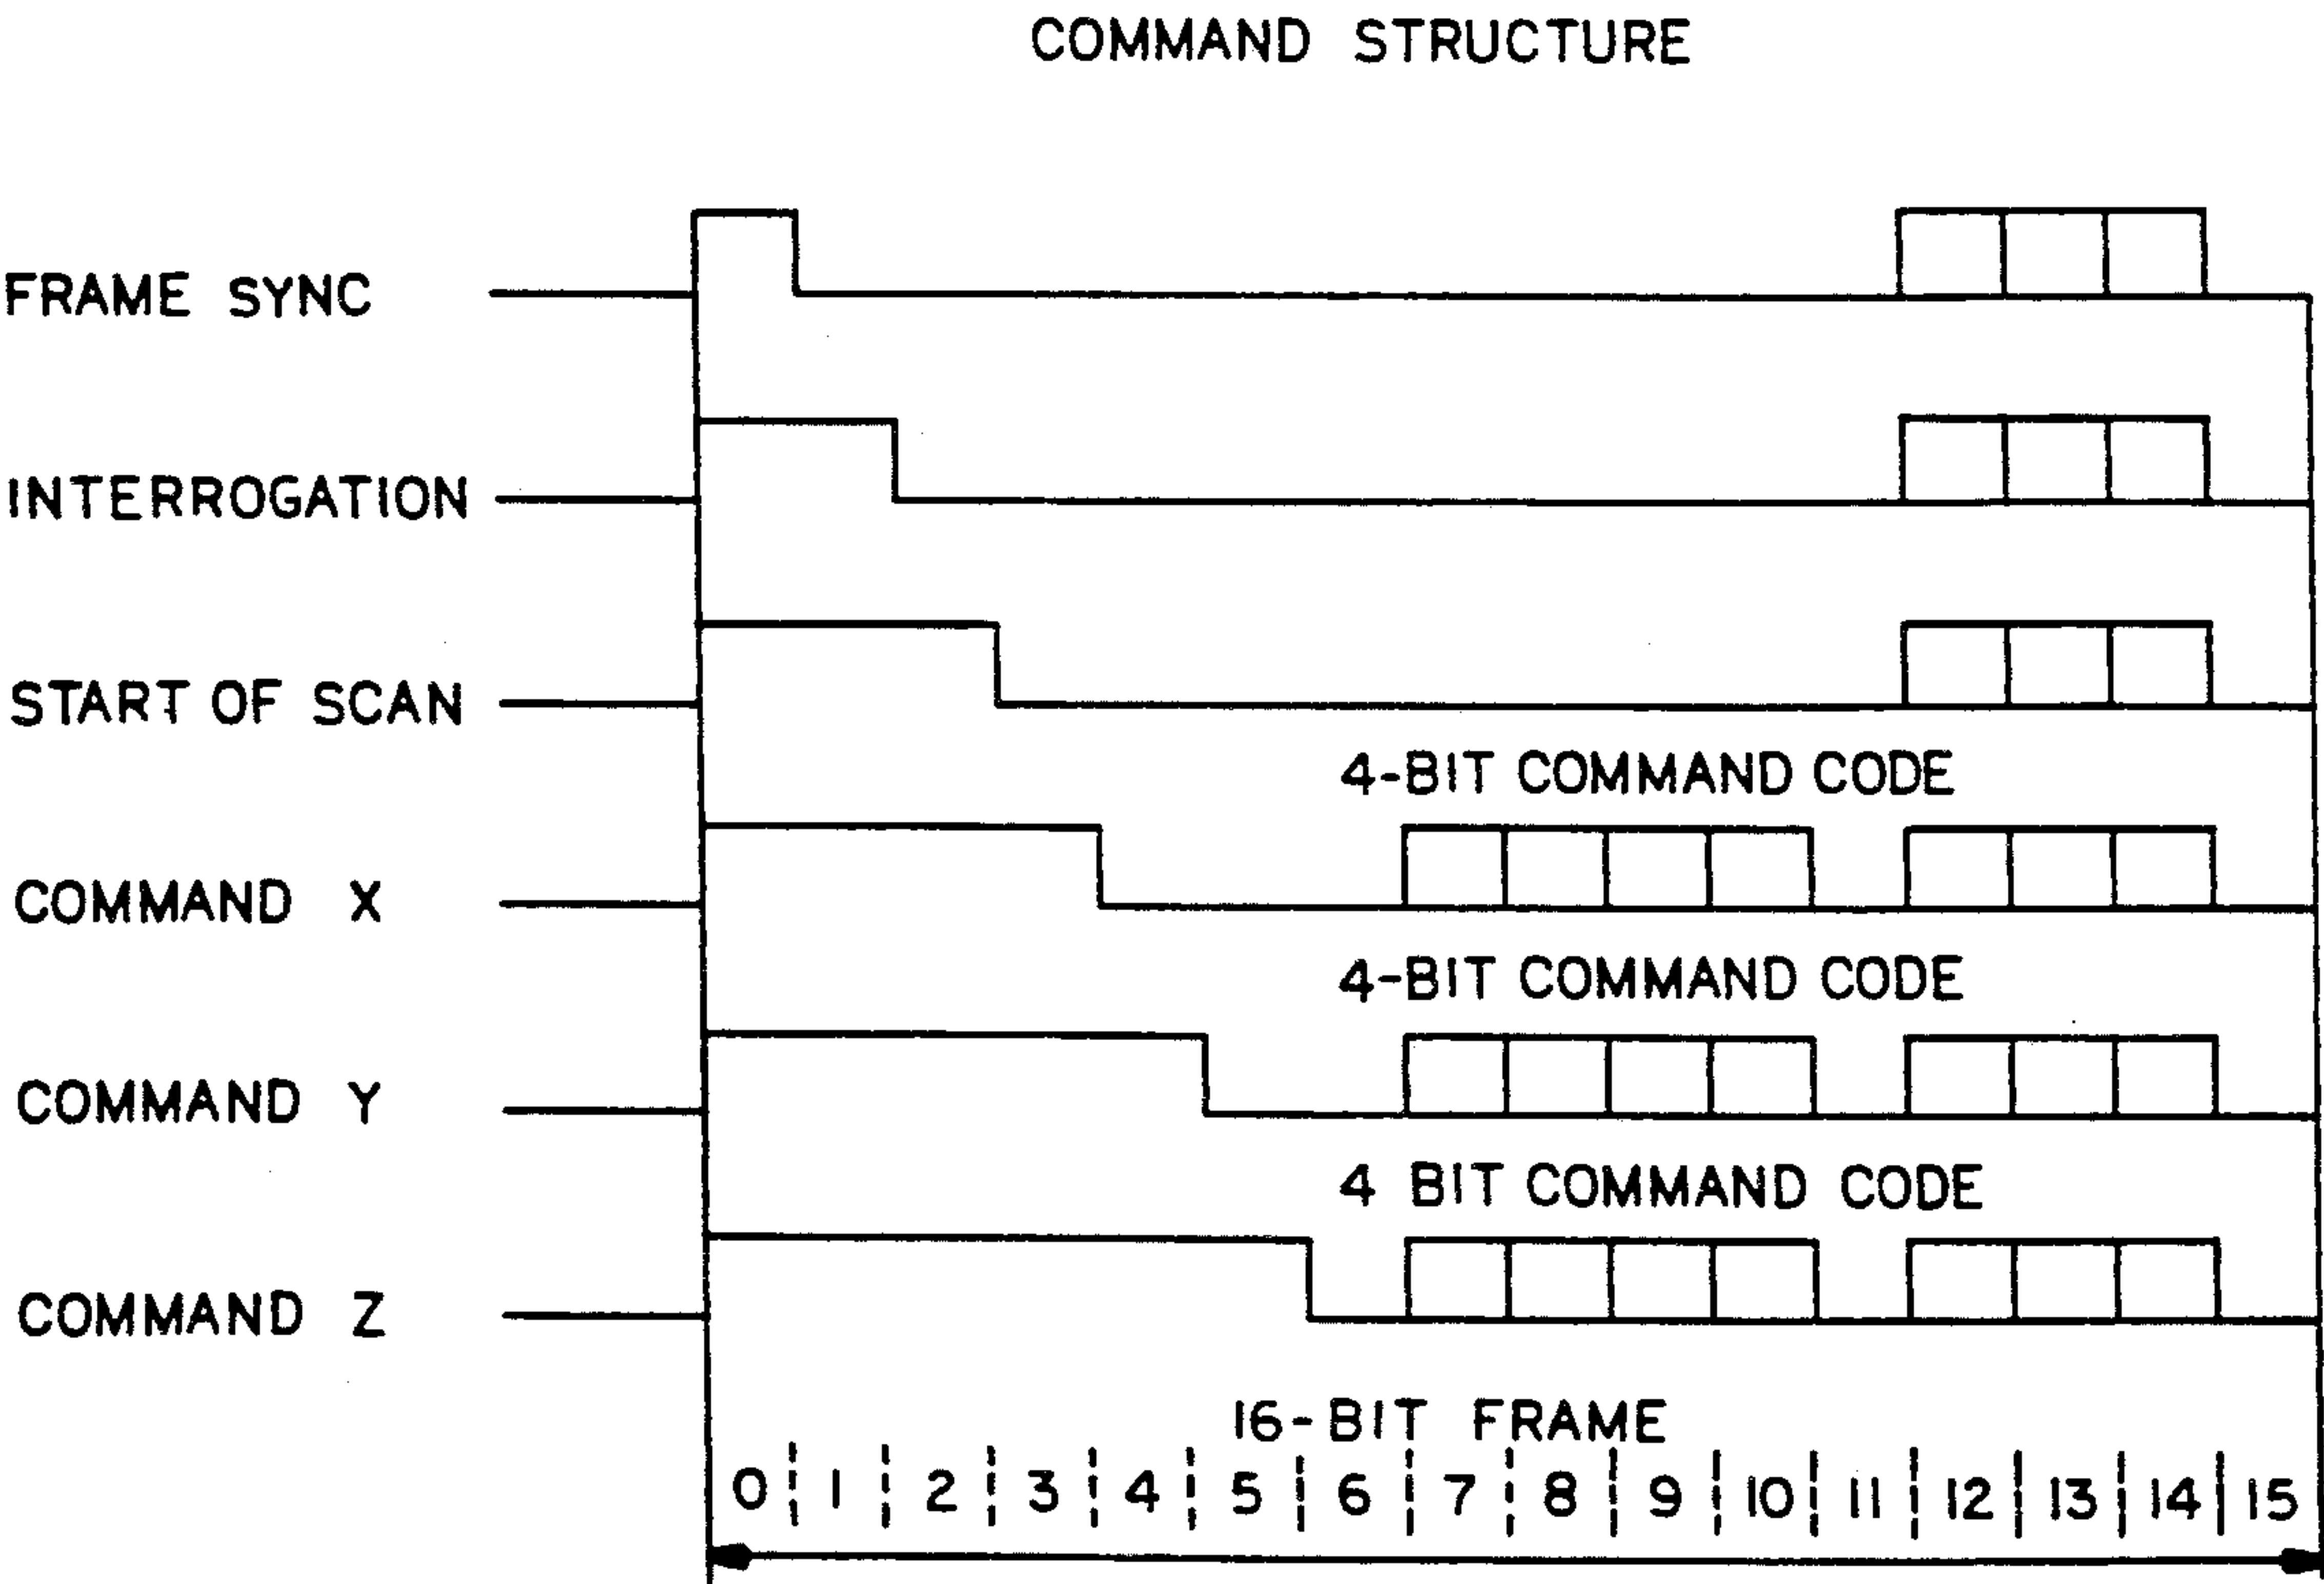 COMMAND STRUCTURE
FRAME SYNC
INTERROGATION
START OF SCAN
4-BIT COMMAND CODE
COMMAND X
4-BIT COMMAND CODE
COMMAND Y
4 BIT COMMAND CODE
COMMAND Z
16-BIT FRAME
0 1 2 3 4 5 6 7 8 9 10 11 12 13 14 15